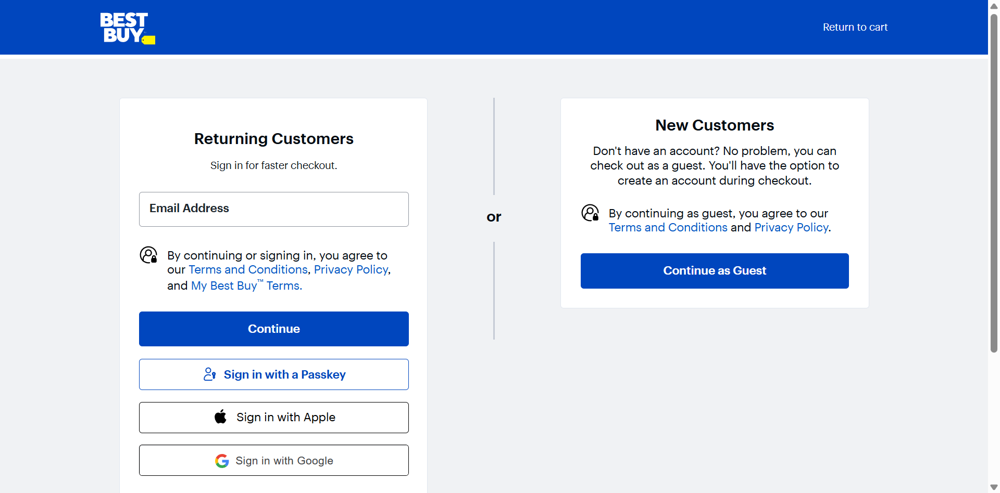 BEST
BUY
Return to cart
Returning Customers
Sign in for faster checkout.
Email Address
By continuing or signing in, you agree to
our Terms and Conditions, Privacy Policy,
and My Best Buy™ Terms.
Continue
Sign in with a Passkey
Sign in with Apple
Sign in with Google
or
New Customers
Don't have an account? No problem, you can
check out as a guest. You'll have the option to
create an account during checkout.
By continuing as guest, you agree to our
Terms and Conditions and Privacy Policy.
Continue as Guest